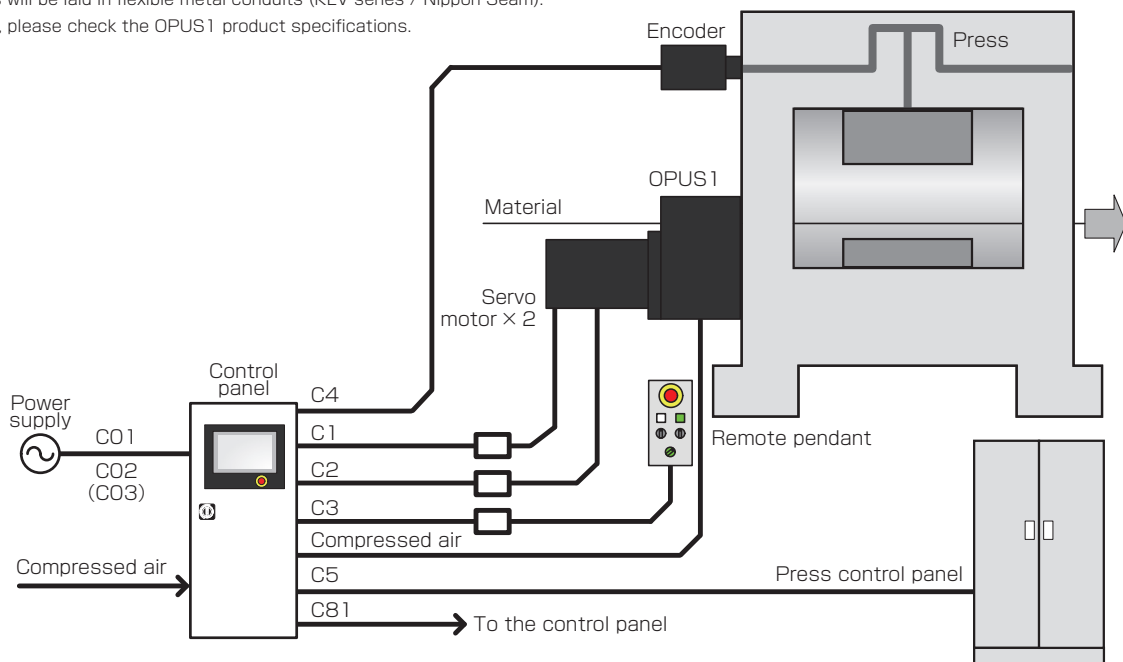 will be laid in flexible metal conduits (KEV series / Nippon Seam).
, please check the OPUS1 product specifications.
Encoder
Press
OPUS1
Material
Servo
motor × 2
Control
panel
Power
supply
C01
C02
(C03)
C4
C1
C2
C3
Compressed air
Remote pendant
Compressed air
C5
Press control panel
C81
To the control panel